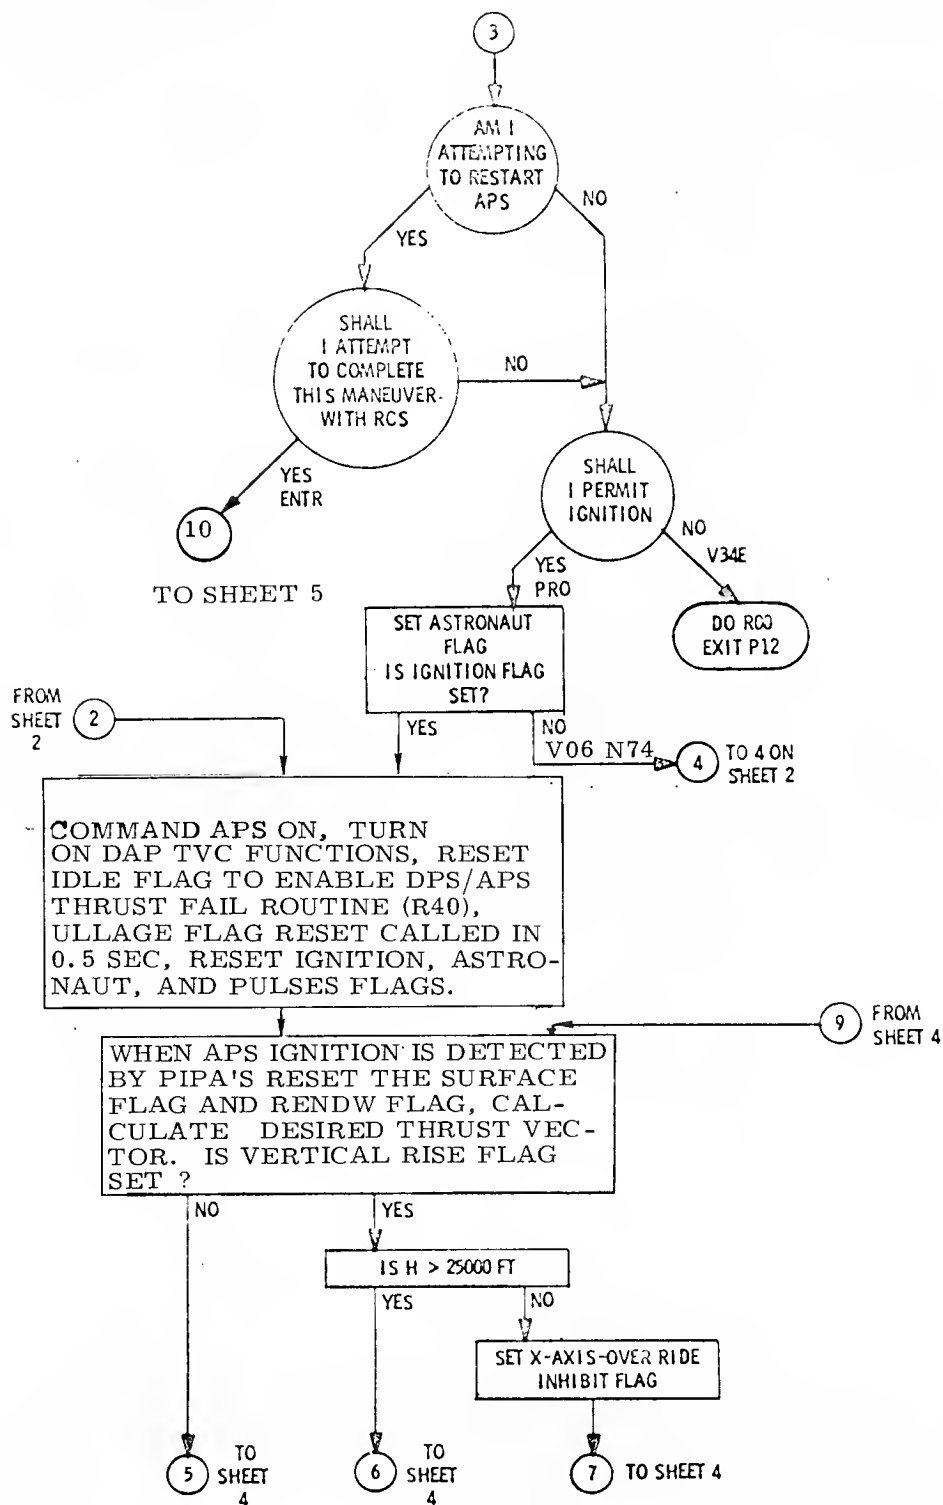 3
AM I
ATTEMPTING
TO RESTART
APS
YES
NO
SHALL
I ATTEMPT
TO COMPLETE
THIS MANEUVER-
WITH RCS
NO
YES
ENTR
10
TO SHEET 5
SHALL
I PERMIT
IGNITION
NO
V34E
YES
PRO
DO R00
EXIT P12
SET ASTRONAUT
FLAG
IS IGNITION FLAG
SET?
FROM
SHEET
2
2
YES
NO
V06 N74
4
TO 4 ON
SHEET 2
COMMAND APS ON, TURN
ON DAP TVC FUNCTIONS, RESET
IDLE FLAG TO ENABLE DPS/APS
THRUST FAIL ROUTINE (R40),
ULLAGE FLAG RESET CALLED IN
0.5 SEC, RESET IGNITION, ASTRO-
NAUT, AND PULSES FLAGS.
9
FROM
SHEET 4
WHEN APS IGNITION IS DETECTED
BY PIPA'S RESET THE SURFACE
FLAG AND RENDW FLAG, CAL-
CULATE DESIRED THRUST VEC-
TOR. IS VERTICAL RISE FLAG
SET ?
NO
YES
IS H > 25000 FT
YES
NO
SET X-AXIS-OVER RIDE
INHIBIT FLAG
5
TO
SHEET
4
6
TO
SHEET
4
7
TO SHEET 4